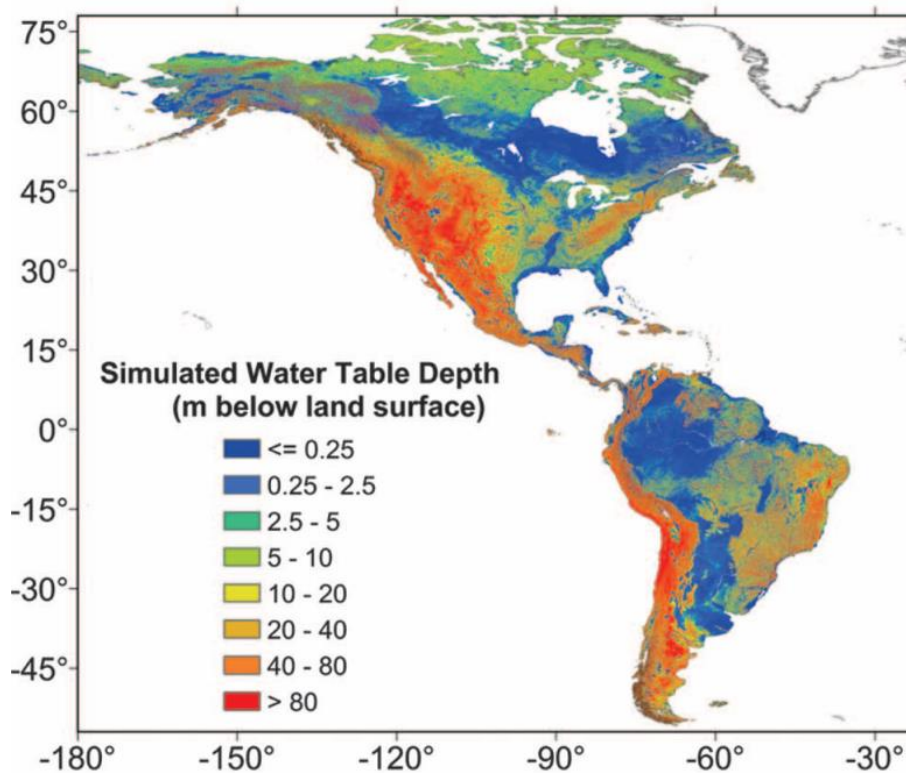 75°
60°
45°
30°
15°
0°
-15°
-30°
-45°
Simulated Water Table Depth
(m below land surface)
<= 0.25
0.25 - 2.5
2.5 - 5
5 - 10
10 - 20
20 - 40
40 - 80
> 80
-180° -150° -120° -90° -60° -30°